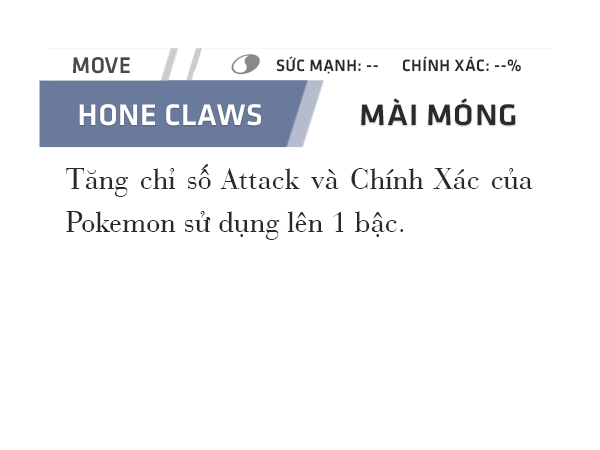 MOVE SỨC MẠNH: -- CHÍNH XÁC: --%
HONE CLAWS MÀI MÓNG
Tăng chỉ số Attack và Chính Xác của
Pokemon sử dụng lên 1 bậc.